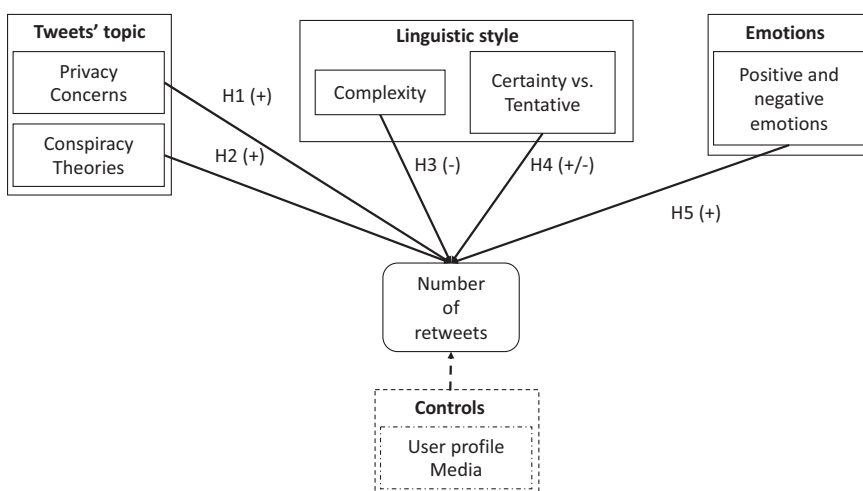 Tweets' topic
Privacy
Concerns
Conspiracy
Theories
Linguistic style
Complexity
Certainty vs.
Tentative
Emotions
Positive and
negative
emotions
H1 (+)
H2 (+)
H3 (-)
H4 (+/-)
H5 (+)
Number
of
retweets
Controls
User profile
Media